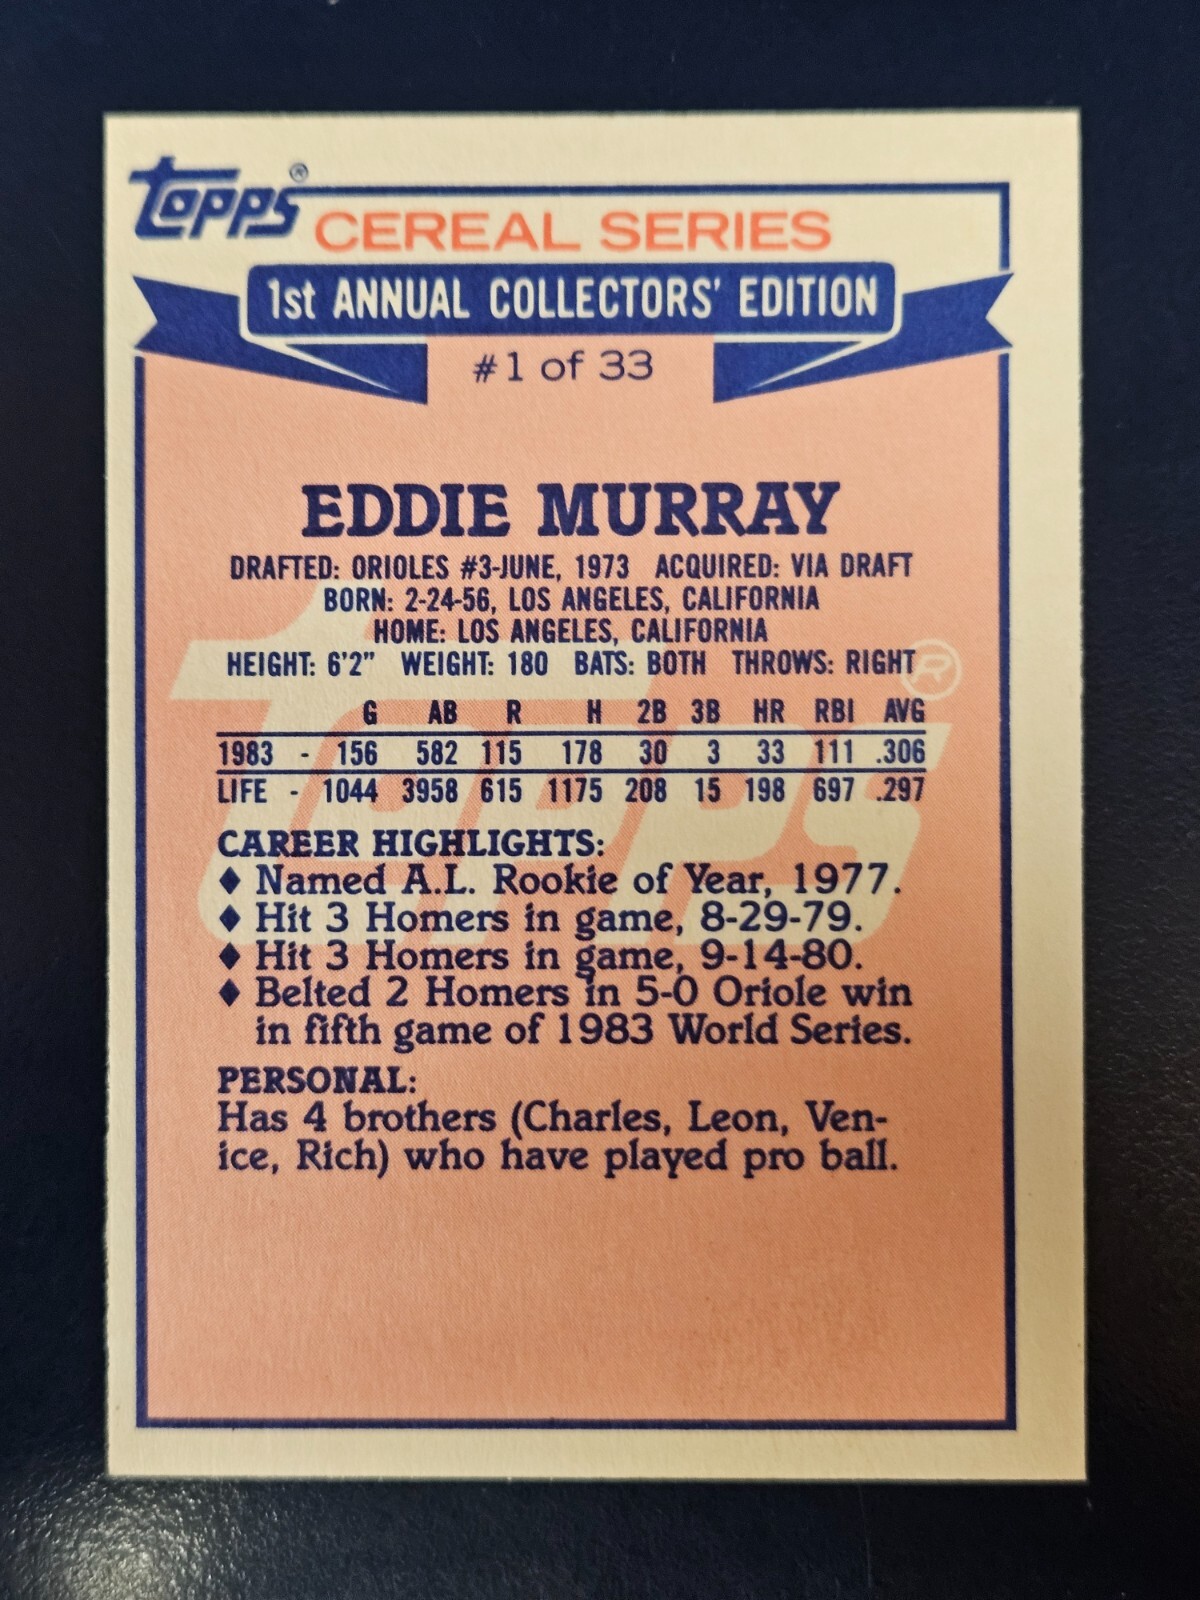 topps®
CEREAL SERIES
1st ANNUAL COLLECTORS' EDITION
#1 of 33
EDDIE MURRAY
DRAFTED: ORIOLES #3-JUNE, 1973 ACQUIRED: VIA DRAFT
BORN: 2-24-56, LOS ANGELES, CALIFORNIA
HOME: LOS ANGELES, CALIFORNIA
HEIGHT: 6'2" WEIGHT: 180 BATS: BOTH THROWS: RIGHT
G AB R H 2B 3B HR RBI AVG
1983 - 156 582 115 178 30 3 33 111 .306
LIFE - 1044 3958 615 1175 208 15 198 697 .297
CAREER HIGHLIGHTS:
♦ Named A.L. Rookie of Year, 1977.
♦ Hit 3 Homers in game, 8-29-79.
♦ Hit 3 Homers in game, 9-14-80.
♦ Belted 2 Homers in 5-0 Oriole win
in fifth game of 1983 World Series.
PERSONAL:
Has 4 brothers (Charles, Leon, Ven-
ice, Rich) who have played pro ball.
topps®